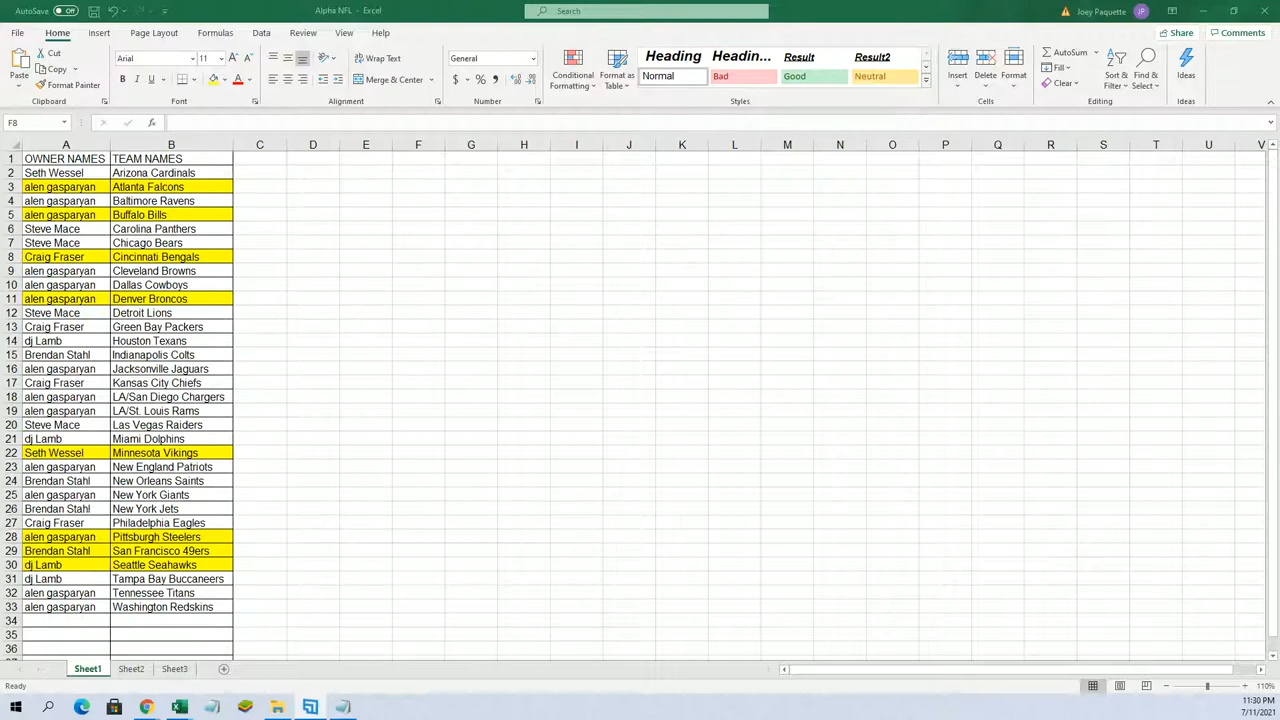 AutoSave Off Alpha NFL - Excel Search Joey Paquette JP
File Home Insert Page Layout Formulas Data Review View Help Share Comments
Cut
Copy
Format Painter
Paste
Clipboard
Arial 11
B I U
Font
Wrap Text
Merge & Center
Alignment
General
Number
Conditional Formatting
Format as Table
Heading Headin... Result Result2
Normal Bad Good Neutral
Styles
Insert Delete Format
Cells
AutoSum
Fill
Clear
Sort & Filter
Find & Select
Editing
Ideas
Ideas
F8 fx
A B C D E F G H I J K L M N O P Q R S T U V
1 OWNER NAMES TEAM NAMES
2 Seth Wessel Arizona Cardinals
3 alen gasparyan Atlanta Falcons
4 alen gasparyan Baltimore Ravens
5 alen gasparyan Buffalo Bills
6 Steve Mace Carolina Panthers
7 Steve Mace Chicago Bears
8 Craig Fraser Cincinnati Bengals
9 alen gasparyan Cleveland Browns
10 alen gasparyan Dallas Cowboys
11 alen gasparyan Denver Broncos
12 Steve Mace Detroit Lions
13 Craig Fraser Green Bay Packers
14 dj Lamb Houston Texans
15 Brendan Stahl Indianapolis Colts
16 alen gasparyan Jacksonville Jaguars
17 Craig Fraser Kansas City Chiefs
18 alen gasparyan LA/San Diego Chargers
19 alen gasparyan LA/St. Louis Rams
20 Steve Mace Las Vegas Raiders
21 dj Lamb Miami Dolphins
22 Seth Wessel Minnesota Vikings
23 alen gasparyan New England Patriots
24 Brendan Stahl New Orleans Saints
25 alen gasparyan New York Giants
26 Brendan Stahl New York Jets
27 Craig Fraser Philadelphia Eagles
28 alen gasparyan Pittsburgh Steelers
29 Brendan Stahl San Francisco 49ers
30 dj Lamb Seattle Seahawks
31 dj Lamb Tampa Bay Buccaneers
32 alen gasparyan Tennessee Titans
33 alen gasparyan Washington Redskins
34
35
36
Sheet1 Sheet2 Sheet3
Ready 110%
11:30 PM
7/11/2021